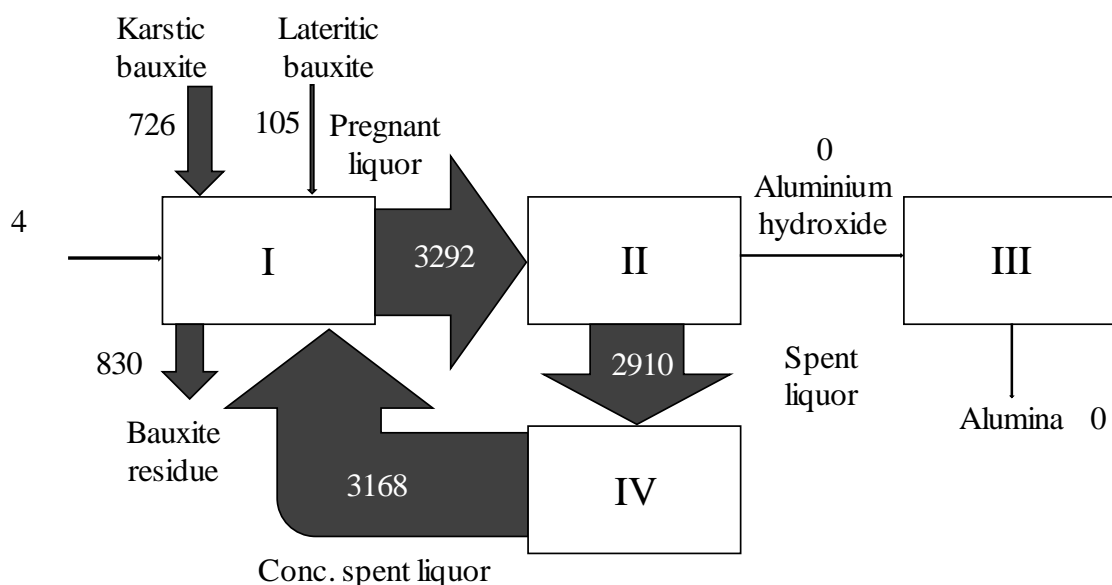 Karstic
bauxite
Lateritic
bauxite
726
105
Pregnant
liquor
0
Aluminium
hydroxide
4
I
3292
II
III
830
2910
Spent
liquor
Bauxite
residue
Alumina 0
3168
IV
Conc. spent liquor